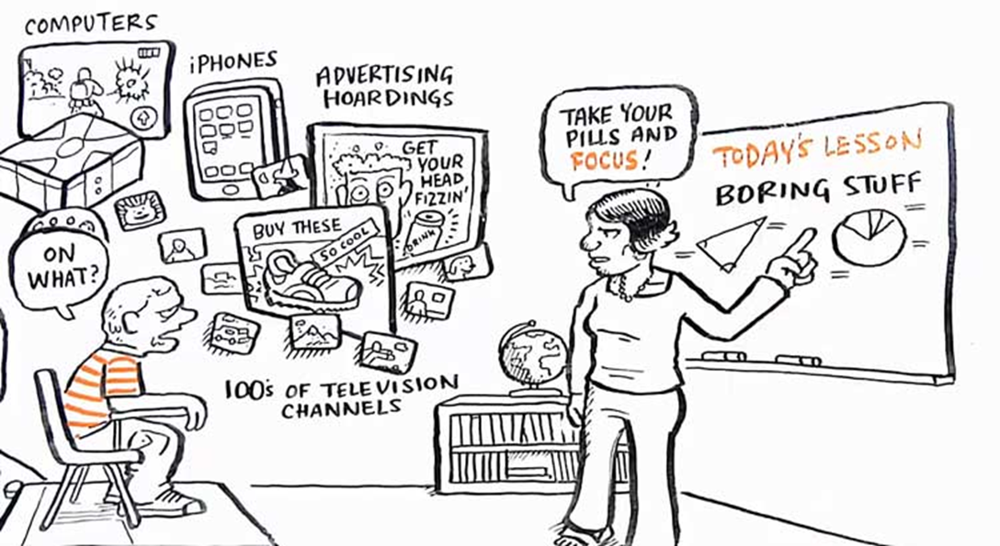 COMPUTERS
iPHONES
ADVERTISING
HOARDINGS
GET
YOUR
HEAD
FIZZIN'
DRINK
BUY THESE
SO COOL
ON
WHAT?
100's OF TELEVISION
CHANNELS
TAKE YOUR
PILLS AND
FOCUS!
TODAY'S LESSON
BORING STUFF